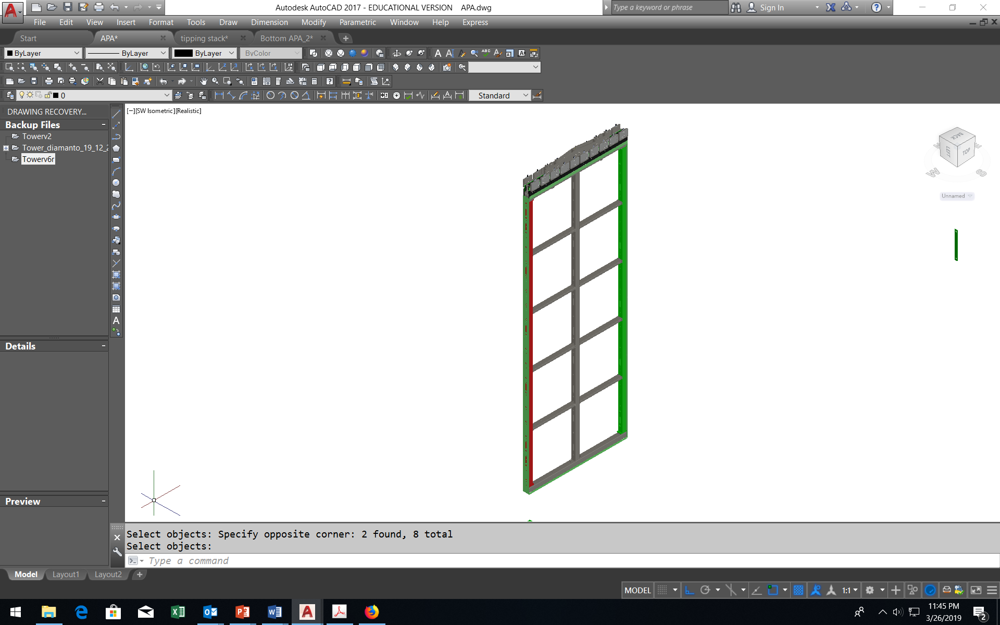 Autodesk AutoCAD 2017 - EDUCATIONAL VERSION APA.dwg
Type a keyword or phrase
Sign In
File Edit View Insert Format Tools Draw Dimension Modify Parametric Window Help Express
Start APA* tipping stack* Bottom APA_2*
ByLayer ByLayer ByLayer ByColor
0
Standard
DRAWING RECOVERY...
Backup Files
Towerv2
Tower_diamanto_19_12_2
Towerv6r
Details
Preview
[−][SW Isometric][Realistic]
BACK
LEFT
TOP
W
S
Unnamed
Select objects: Specify opposite corner: 2 found, 8 total
Select objects:
Type a command
Model Layout1 Layout2
MODEL
1:1
11:45 PM
3/26/2019
2